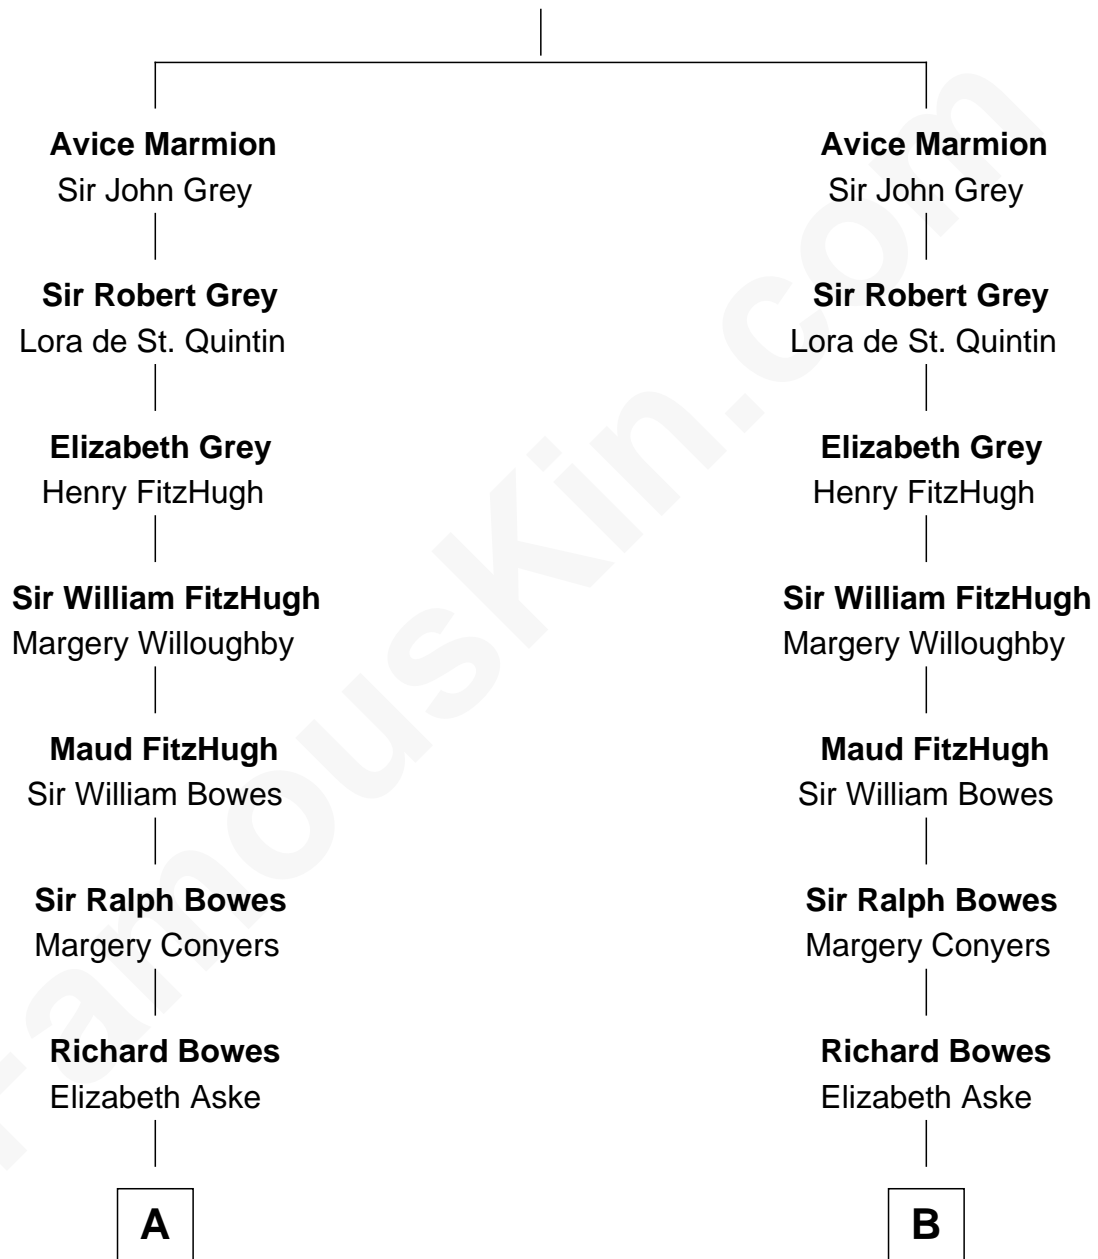 Avice Marmion
Sir John Grey
Sir Robert Grey
Lora de St. Quintin
Elizabeth Grey
Henry FitzHugh
Sir William FitzHugh
Margery Willoughby
Maud FitzHugh
Sir William Bowes
Sir Ralph Bowes
Margery Conyers
Richard Bowes
Elizabeth Aske
A
Avice Marmion
Sir John Grey
Sir Robert Grey
Lora de St. Quintin
Elizabeth Grey
Henry FitzHugh
Sir William FitzHugh
Margery Willoughby
Maud FitzHugh
Sir William Bowes
Sir Ralph Bowes
Margery Conyers
Richard Bowes
Elizabeth Aske
B
FamousKin.com